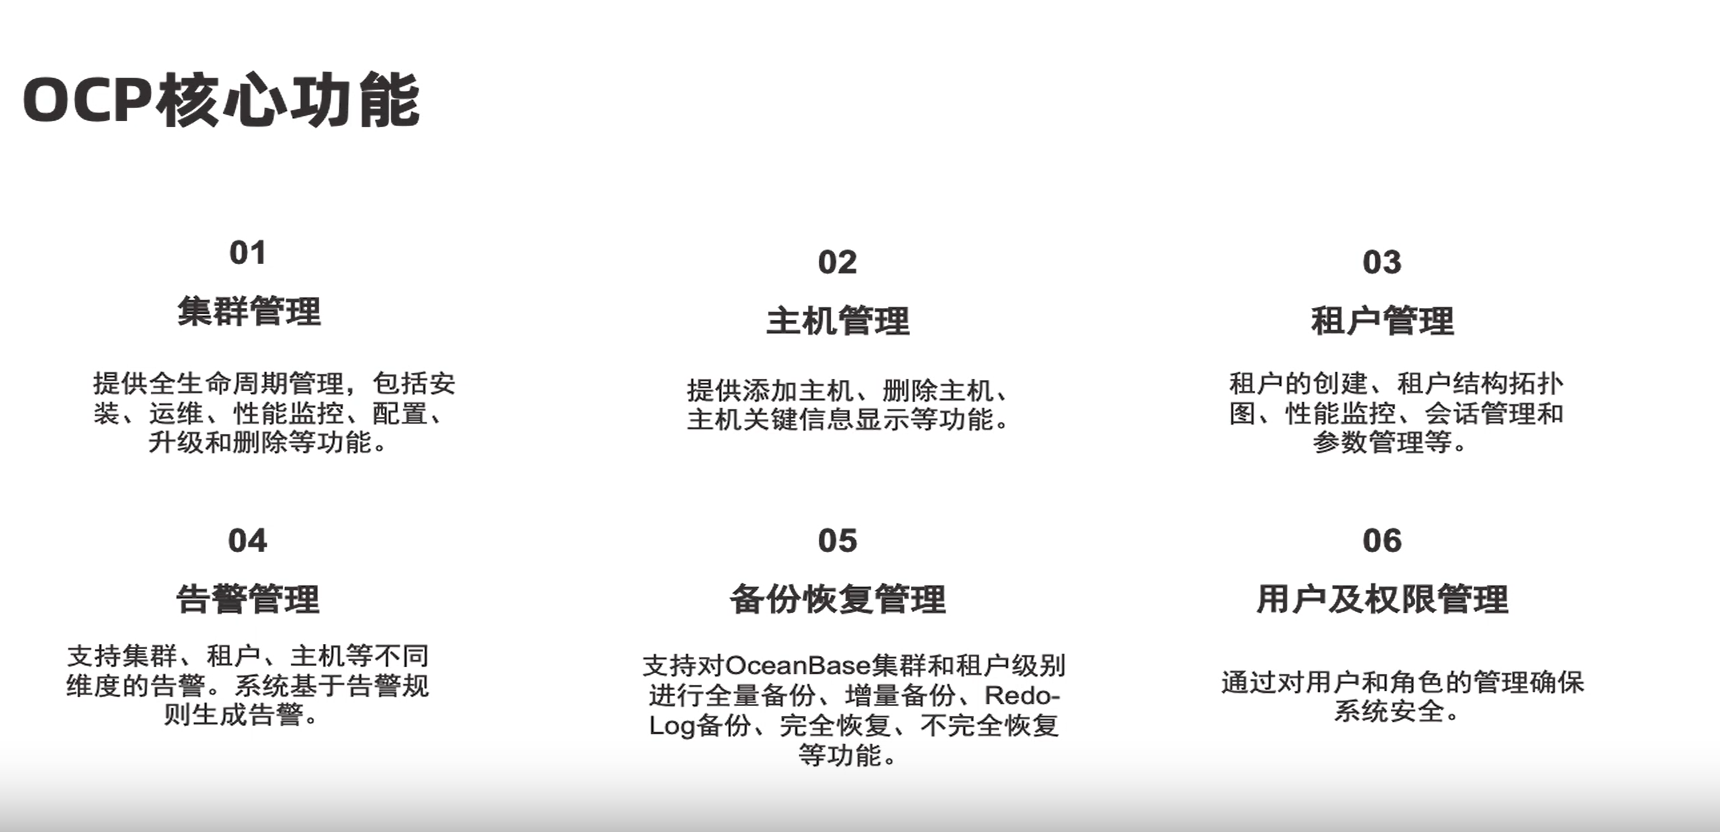 OCP核心功能
01
集群管理
提供全生命周期管理，包括安
装、运维、性能监控、配置、
升级和删除等功能。
02
主机管理
提供添加主机、删除主机、
主机关键信息显示等功能。
03
租户管理
租户的创建、租户结构拓扑
图、性能监控、会话管理和
参数管理等。
04
告警管理
支持集群、租户、主机等不同
维度的告警。系统基于告警规
则生成告警。
05
备份恢复管理
支持对OceanBase集群和租户级别
进行全量备份、增量备份、Redo-
Log备份、完全恢复、不完全恢复
等功能。
06
用户及权限管理
通过对用户和角色的管理确保
系统安全。